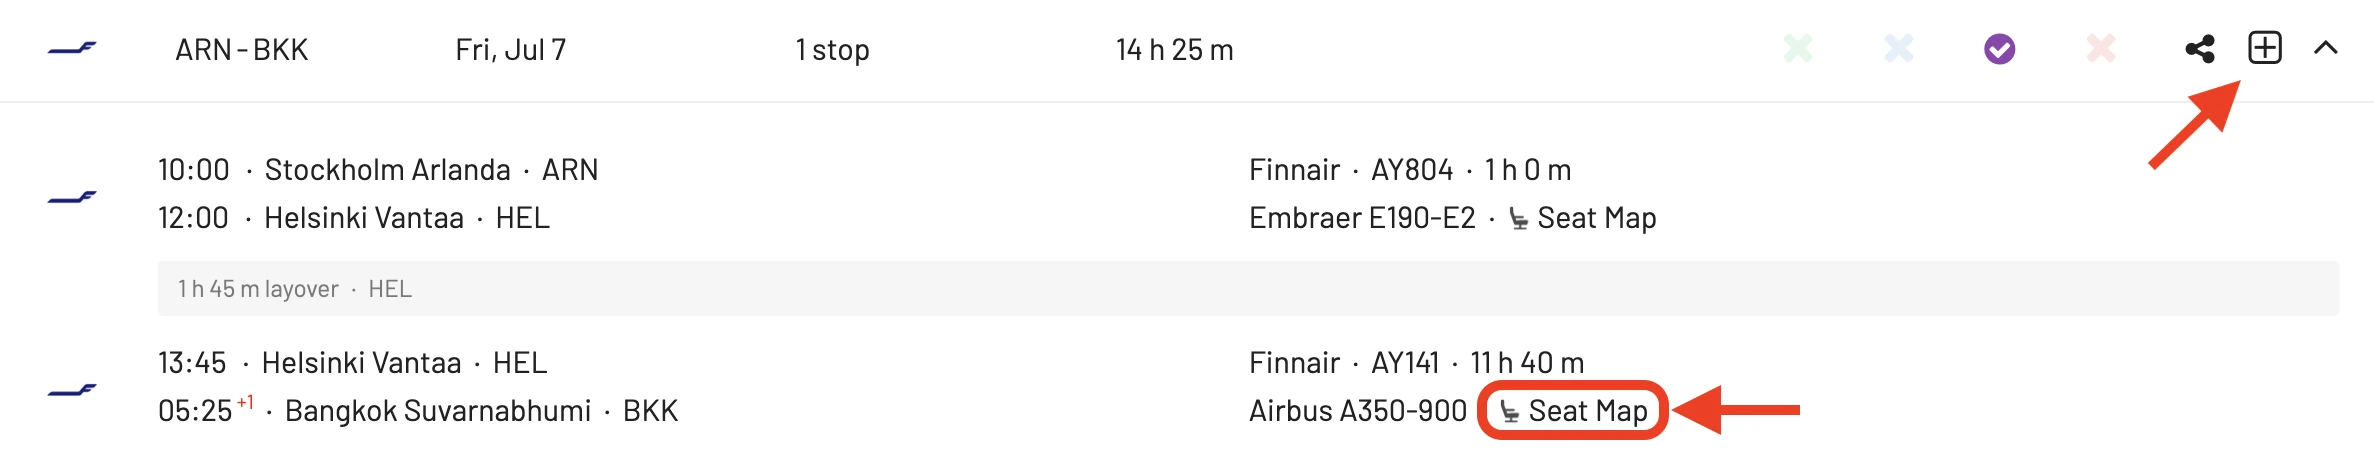 ARN-BKK Fri, Jul 7 1 stop 14 h 25 m
10:00 · Stockholm Arlanda · ARN Finnair · AY804 · 1 h 0 m
12:00 · Helsinki Vantaa · HEL Embraer E190-E2 · Seat Map
1 h 45 m layover · HEL
13:45 · Helsinki Vantaa · HEL Finnair · AY141 · 11 h 40 m
05:25 +1 · Bangkok Suvarnabhumi · BKK Airbus A350-900 Seat Map